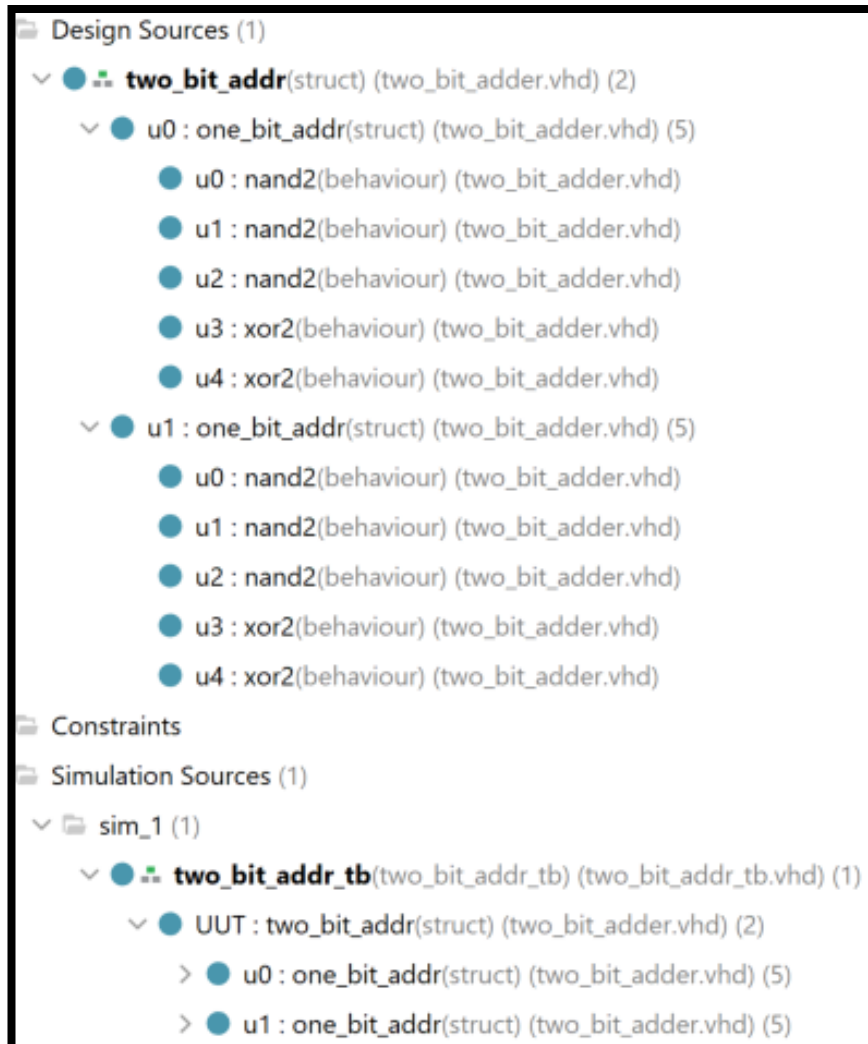 Design Sources (1)
two_bit_addr(struct) (two_bit_adder.vhd) (2)
u0 : one_bit_addr(struct) (two_bit_adder.vhd) (5)
u0 : nand2(behaviour) (two_bit_adder.vhd)
u1 : nand2(behaviour) (two_bit_adder.vhd)
u2 : nand2(behaviour) (two_bit_adder.vhd)
u3 : xor2(behaviour) (two_bit_adder.vhd)
u4 : xor2(behaviour) (two_bit_adder.vhd)
u1 : one_bit_addr(struct) (two_bit_adder.vhd) (5)
u0 : nand2(behaviour) (two_bit_adder.vhd)
u1 : nand2(behaviour) (two_bit_adder.vhd)
u2 : nand2(behaviour) (two_bit_adder.vhd)
u3 : xor2(behaviour) (two_bit_adder.vhd)
u4 : xor2(behaviour) (two_bit_adder.vhd)
Constraints
Simulation Sources (1)
sim_1 (1)
two_bit_addr_tb(two_bit_addr_tb) (two_bit_addr_tb.vhd) (1)
UUT : two_bit_addr(struct) (two_bit_adder.vhd) (2)
u0 : one_bit_addr(struct) (two_bit_adder.vhd) (5)
u1 : one_bit_addr(struct) (two_bit_adder.vhd) (5)